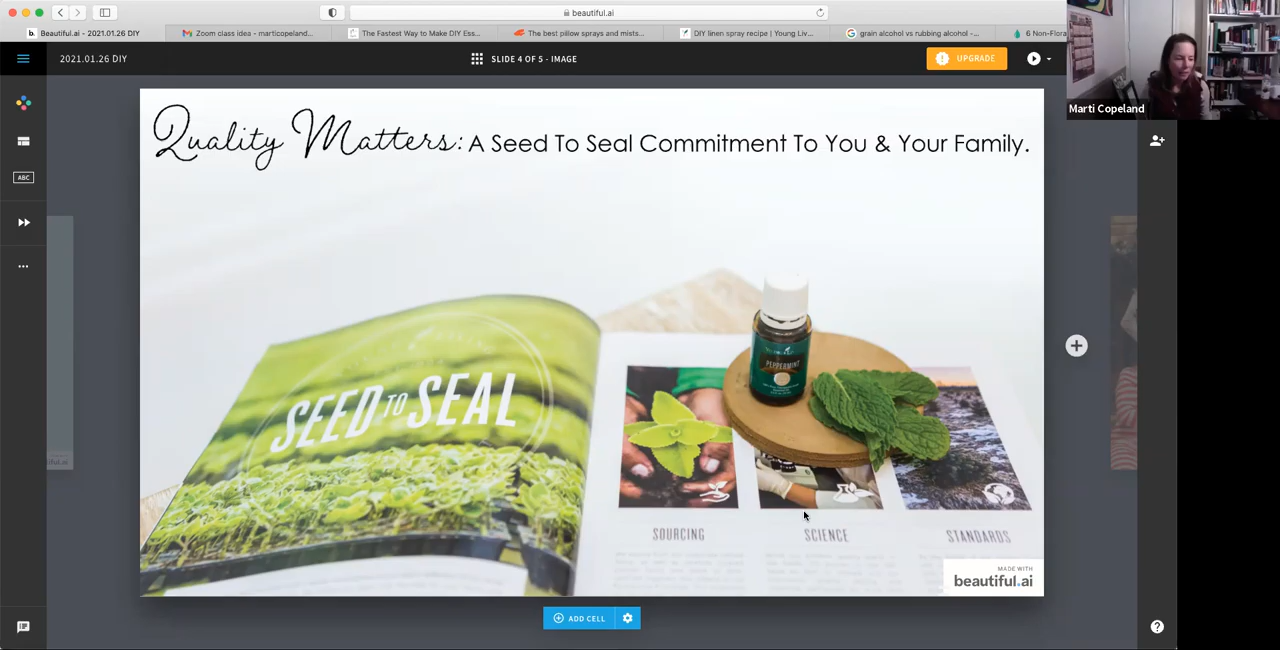 beautiful.ai
b. Beautiful.ai - 2021.01.26 DIY
Zoom class idea - marticopeland...
The Fastest Way to Make DIY Ess...
The best pillow sprays and mists...
DIY linen spray recipe | Young Liv...
grain alcohol vs rubbing alcohol -...
6 Non-Flora
2021.01.26 DIY
SLIDE 4 OF 5 - IMAGE
UPGRADE
Marti Copeland
ABC
Quality Matters: A Seed To Seal Commitment To You & Your Family.
PEPPERMINT
SEED TO SEAL
SOURCING
SCIENCE
STANDARDS
MADE WITH
beautiful.ai
ADD CELL